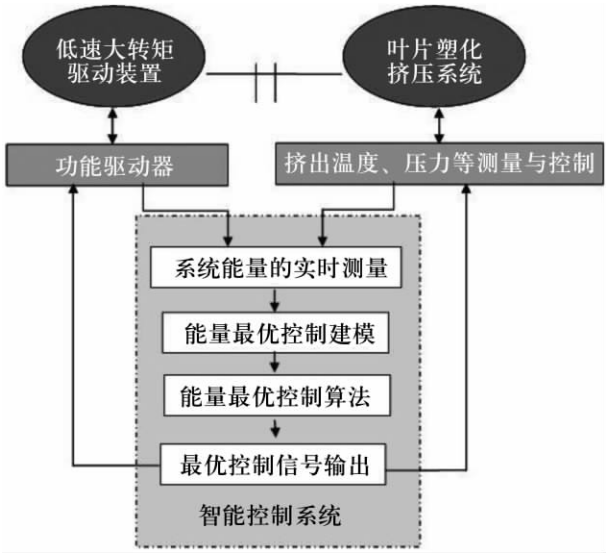 低速大转矩
驱动装置
叶片塑化
挤压系统
功能驱动器
挤出温度、压力等测量与控制
系统能量的实时测量
能量最优控制建模
能量最优控制算法
最优控制信号输出
智能控制系统